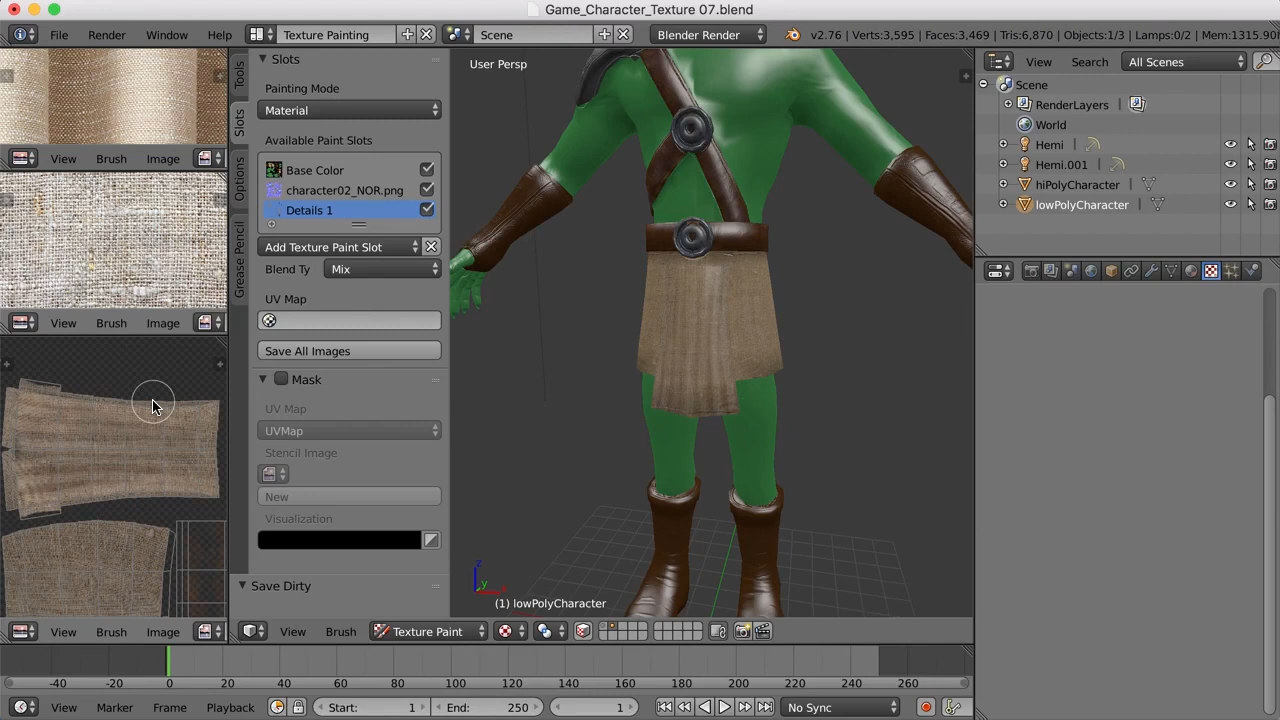 Game_Character_Texture 07.blend
File Render Window Help Texture Painting Scene Blender Render v2.76 | Verts:3,595 | Faces:3,469 | Tris:6,870 | Objects:1/3 | Lamps:0/2 | Mem:1315.90
View Brush Image
View Brush Image
View Brush Image
Tools
Slots
Options
Grease Pencil
Slots
Painting Mode
Material
Available Paint Slots
Base Color
character02_NOR.png
Details 1
Add Texture Paint Slot
Blend Ty Mix
UV Map
Save All Images
Mask
UV Map
UVMap
Stencil Image
New
Visualization
Save Dirty
User Persp
z
y
(1) lowPolyCharacter
View Brush Texture Paint
View Search All Scenes
Scene
RenderLayers
World
Hemi
Hemi.001
hiPolyCharacter
lowPolyCharacter
-40 -20 0 20 40 60 80 100 120 140 160 180 200 220 240 260
View Marker Frame Playback Start: 1 End: 250 1 No Sync